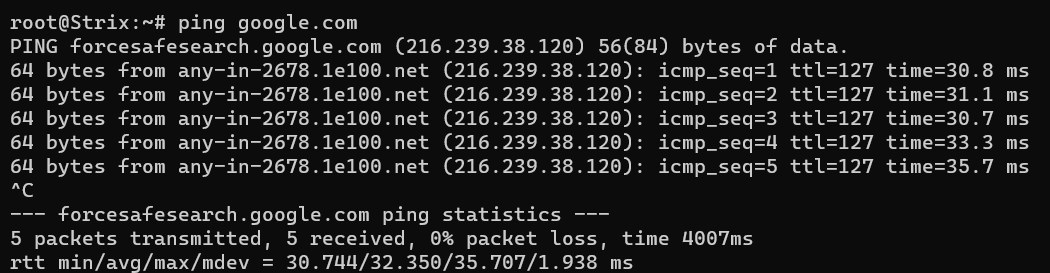 root@Strix:~# ping google.com
PING forcesafesearch.google.com (216.239.38.120) 56(84) bytes of data.
64 bytes from any-in-2678.1e100.net (216.239.38.120): icmp_seq=1 ttl=127 time=30.8 ms
64 bytes from any-in-2678.1e100.net (216.239.38.120): icmp_seq=2 ttl=127 time=31.1 ms
64 bytes from any-in-2678.1e100.net (216.239.38.120): icmp_seq=3 ttl=127 time=30.7 ms
64 bytes from any-in-2678.1e100.net (216.239.38.120): icmp_seq=4 ttl=127 time=33.3 ms
64 bytes from any-in-2678.1e100.net (216.239.38.120): icmp_seq=5 ttl=127 time=35.7 ms
^C
--- forcesafesearch.google.com ping statistics ---
5 packets transmitted, 5 received, 0% packet loss, time 4007ms
rtt min/avg/max/mdev = 30.744/32.350/35.707/1.938 ms